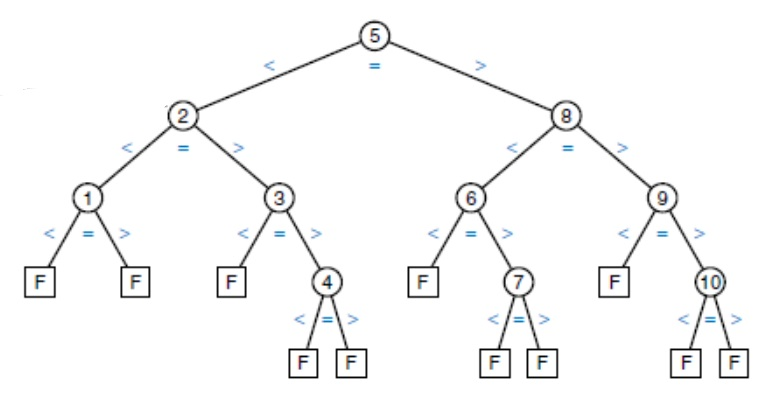 5
< = >
2 8
< = > < = >
1 3 6 9
< = > < = > < = > < = >
F F F 4 F 7 F 10
< = > < = > < = >
F F F F F F